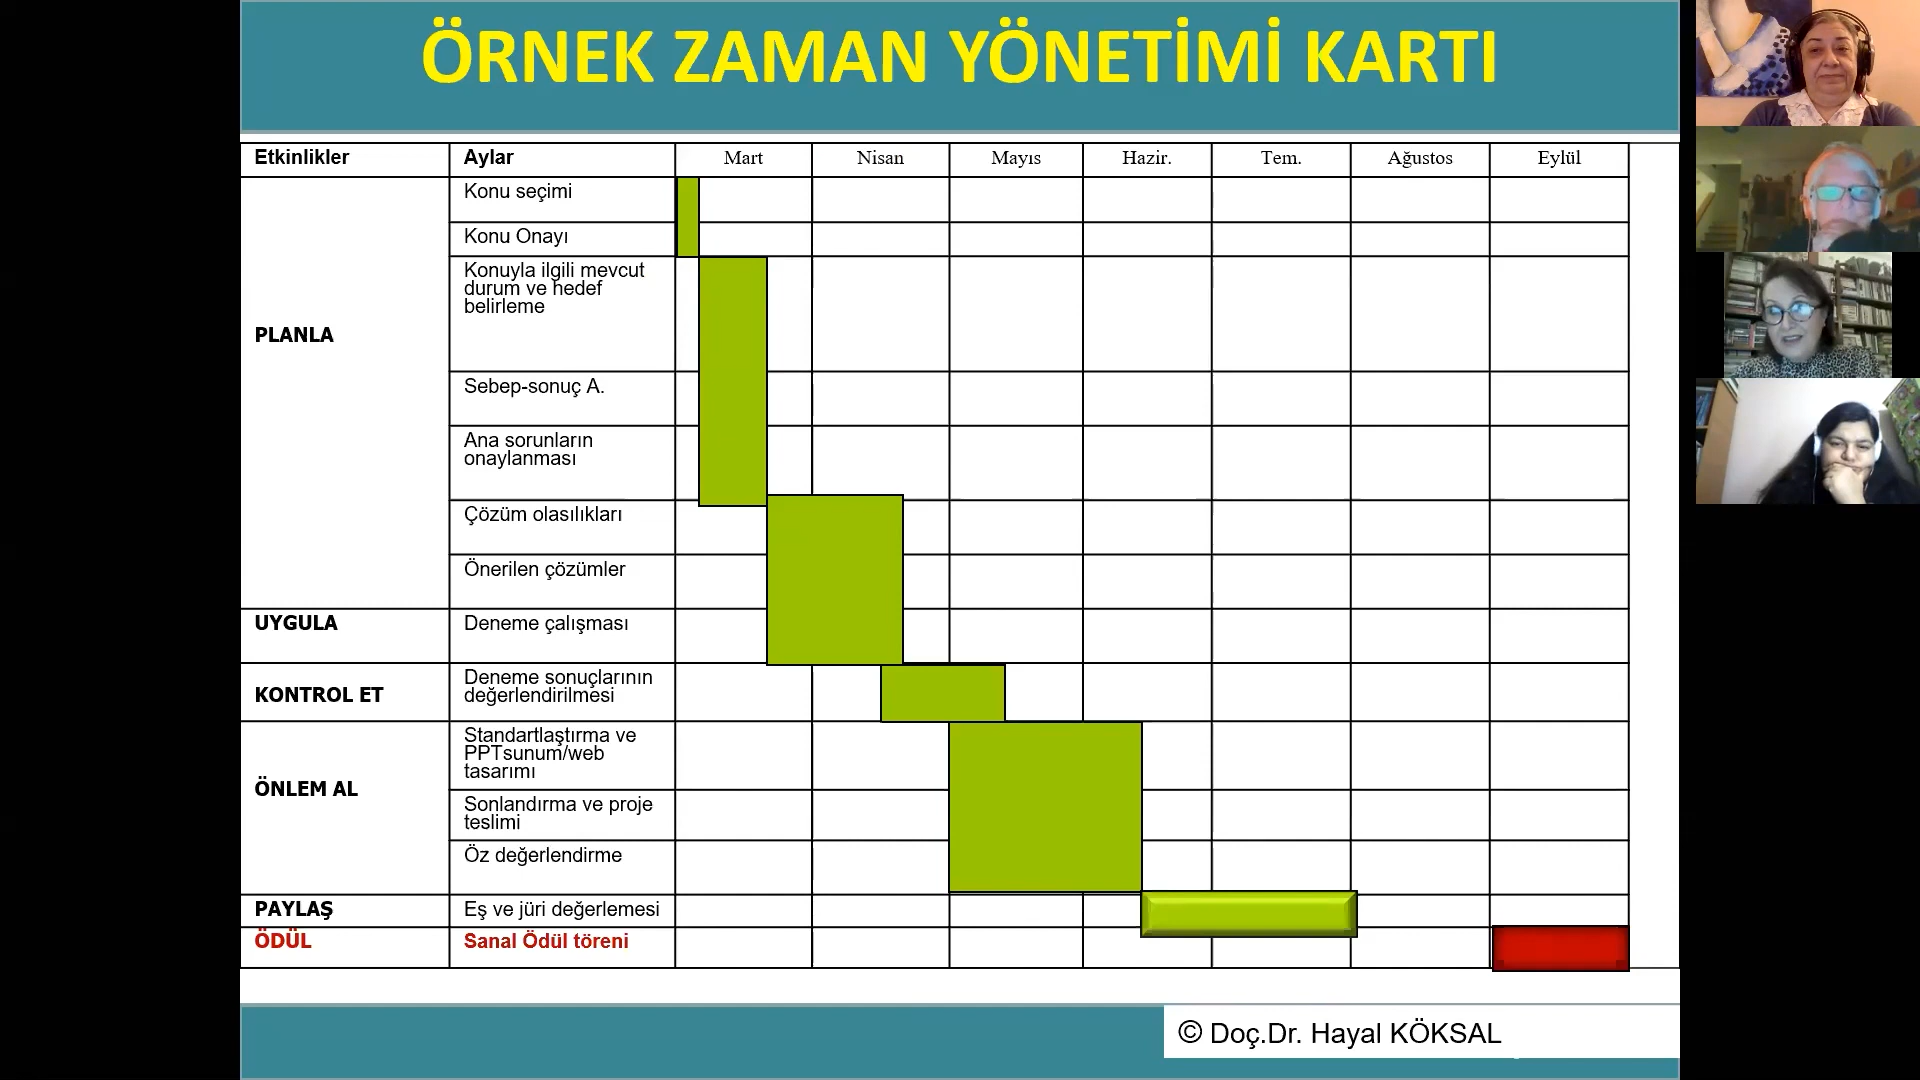 ÖRNEK ZAMAN YÖNETİMİ KARTI
Etkinlikler Aylar Mart Nisan Mayıs Hazir. Tem. Ağustos Eylül
PLANLA
Konu seçimi
Konu Onayı
Konuyla ilgili mevcut
durum ve hedef
belirleme
Sebep-sonuç A.
Ana sorunların
onaylanması
Çözüm olasılıkları
Önerilen çözümler
UYGULA Deneme çalışması
KONTROL ET
Deneme sonuçlarının
değerlendirilmesi
ÖNLEM AL
Standartlaştırma ve
PPTsunum/web
tasarımı
Sonlandırma ve proje
teslimi
Öz değerlendirme
PAYLAŞ Eş ve jüri değerlemesi
ÖDÜL Sanal Ödül töreni
© Doç.Dr. Hayal KÖKSAL